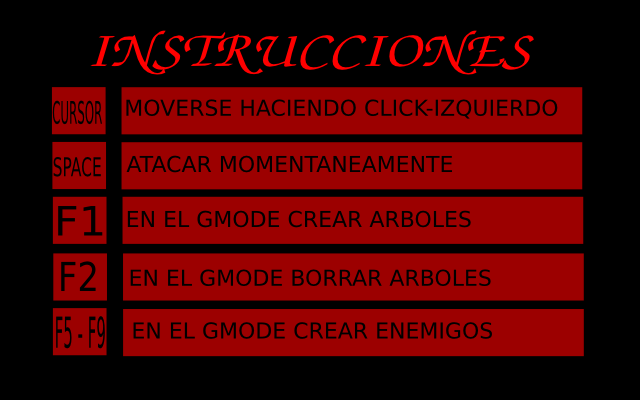 INSTRUCCIONES
CURSOR MOVERSE HACIENDO CLICK-IZQUIERDO
SPACE ATACAR MOMENTANEAMENTE
F1 EN EL GMODE CREAR ARBOLES
F2 EN EL GMODE BORRAR ARBOLES
F5 - F9 EN EL GMODE CREAR ENEMIGOS